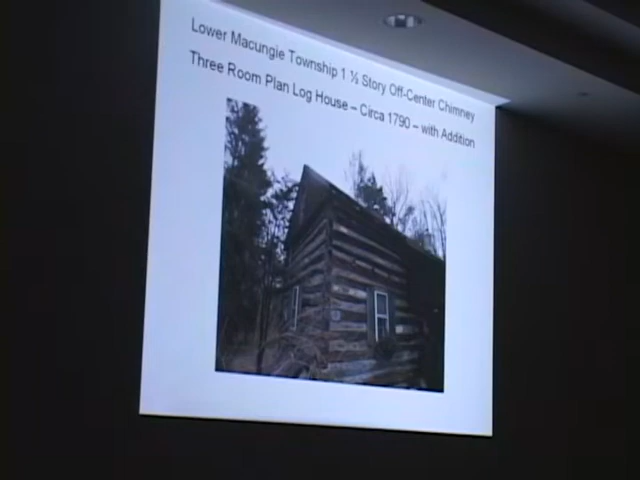 Lower Macungie Township 1 ½ Story Off-Center Chimney
Three Room Plan Log House – Circa 1790 – with Addition